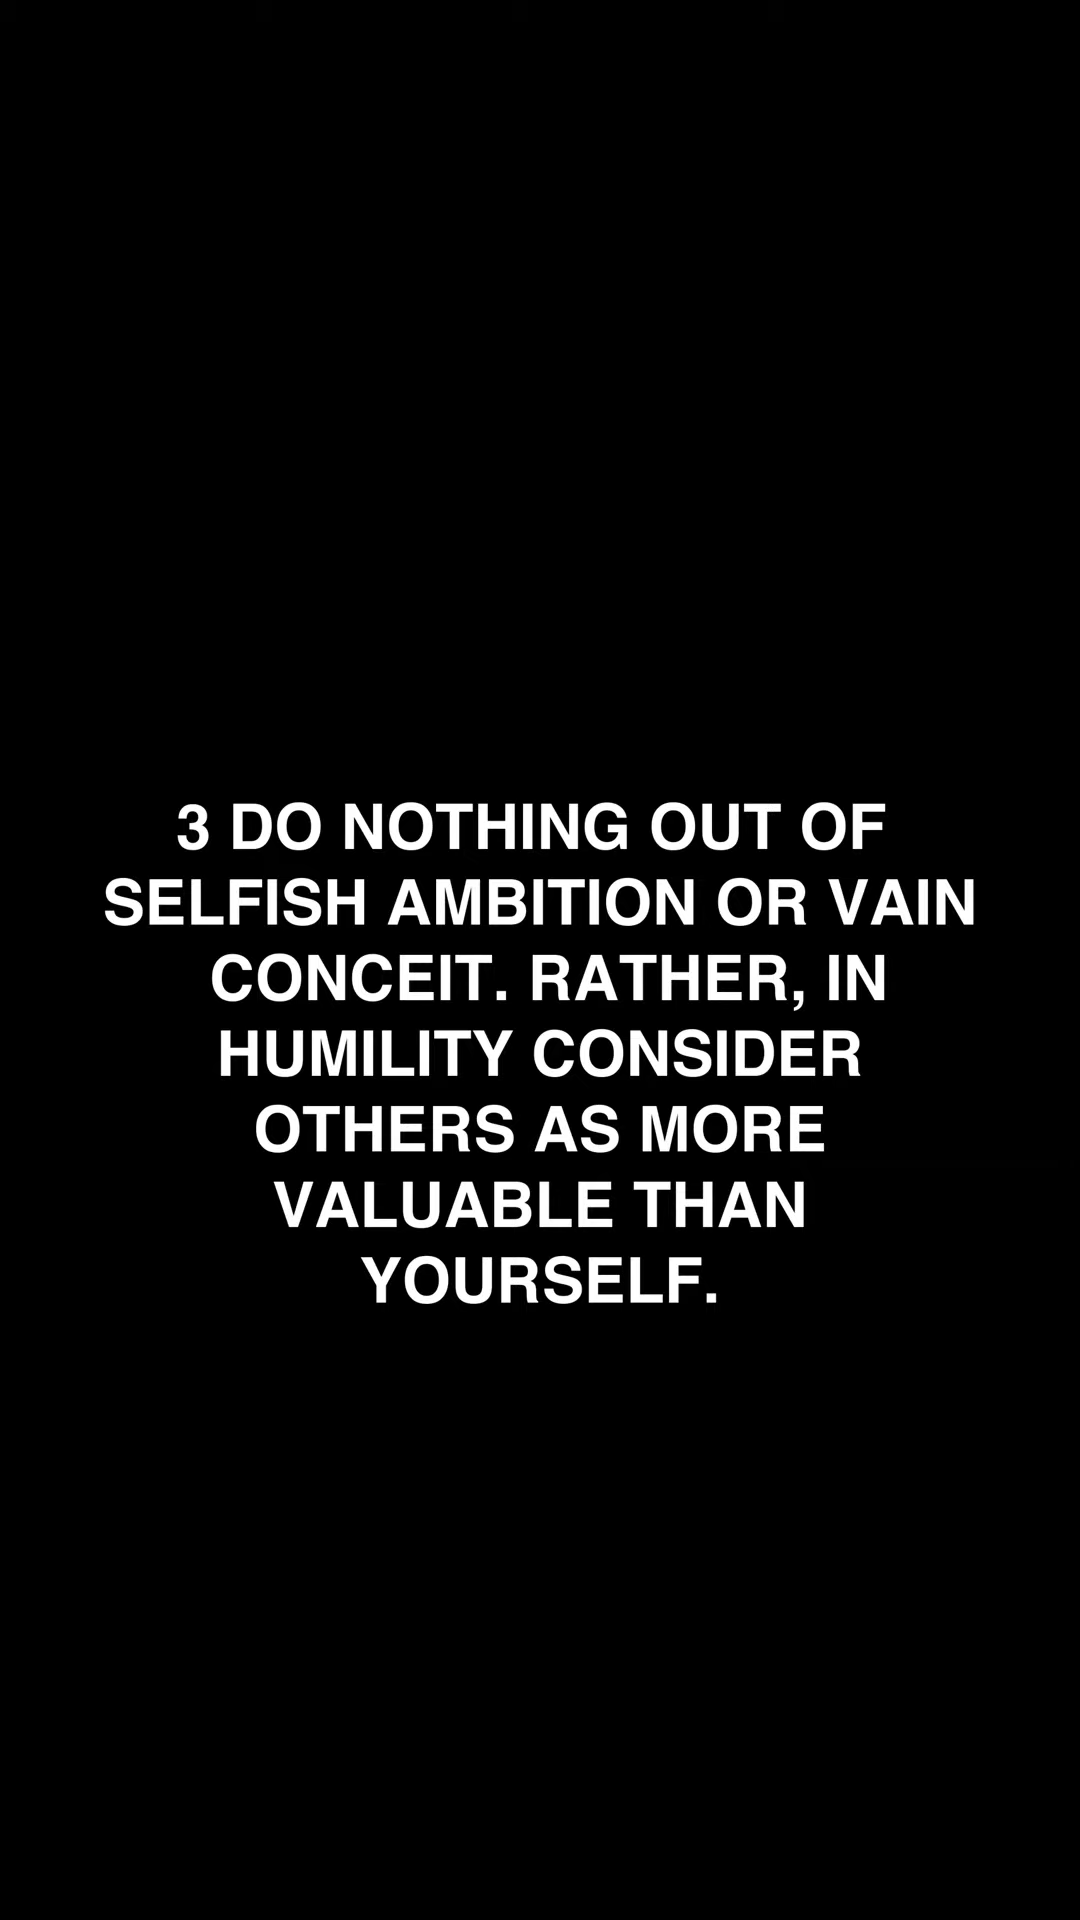 3 DO NOTHING OUT OF
SELFISH AMBITION OR VAIN
CONCEIT. RATHER, IN
HUMILITY CONSIDER
OTHERS AS MORE
VALUABLE THAN
YOURSELF.